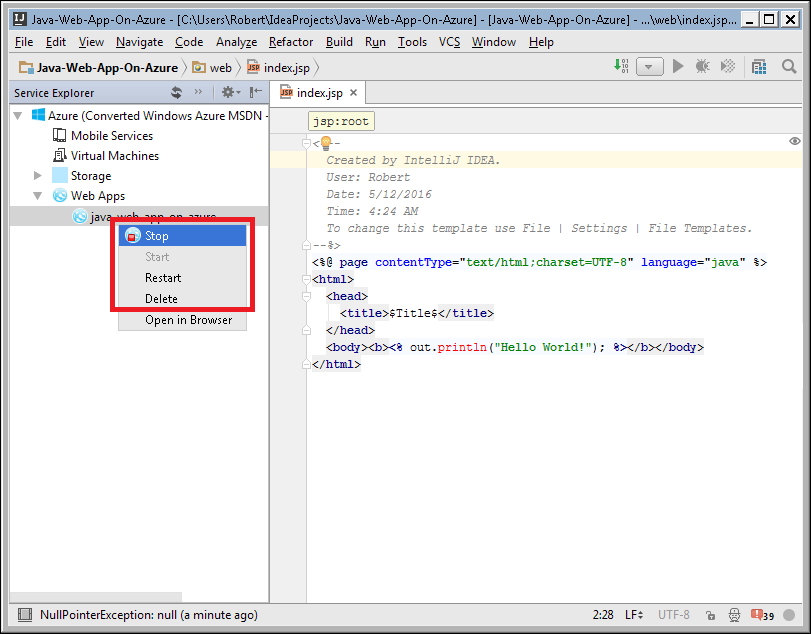 Java-Web-App-On-Azure - [C:\Users\Robert\IdeaProjects\Java-Web-App-On-Azure] - [Java-Web-App-On-Azure] - ...\web\index.jsp...
File Edit View Navigate Code Analyze Refactor Build Run Tools VCS Window Help
Java-Web-App-On-Azure web JSP index.jsp
Service Explorer
JSP index.jsp
Azure (Converted Windows Azure MSDN -
Mobile Services
Virtual Machines
Storage
Web Apps
java-web-app-on-azure
Stop
Start
Restart
Delete
Open in Browser
jsp:root
<%--
Created by IntelliJ IDEA.
User: Robert
Date: 5/12/2016
Time: 4:24 AM
To change this template use File | Settings | File Templates.
--%>
<%@ page contentType="text/html;charset=UTF-8" language="java" %>
<html>
<head>
<title>$Title$</title>
</head>
<body><b><% out.println("Hello World!"); %></b></body>
</html>
NullPointerException: null (a minute ago) 2:28 LF UTF-8 39